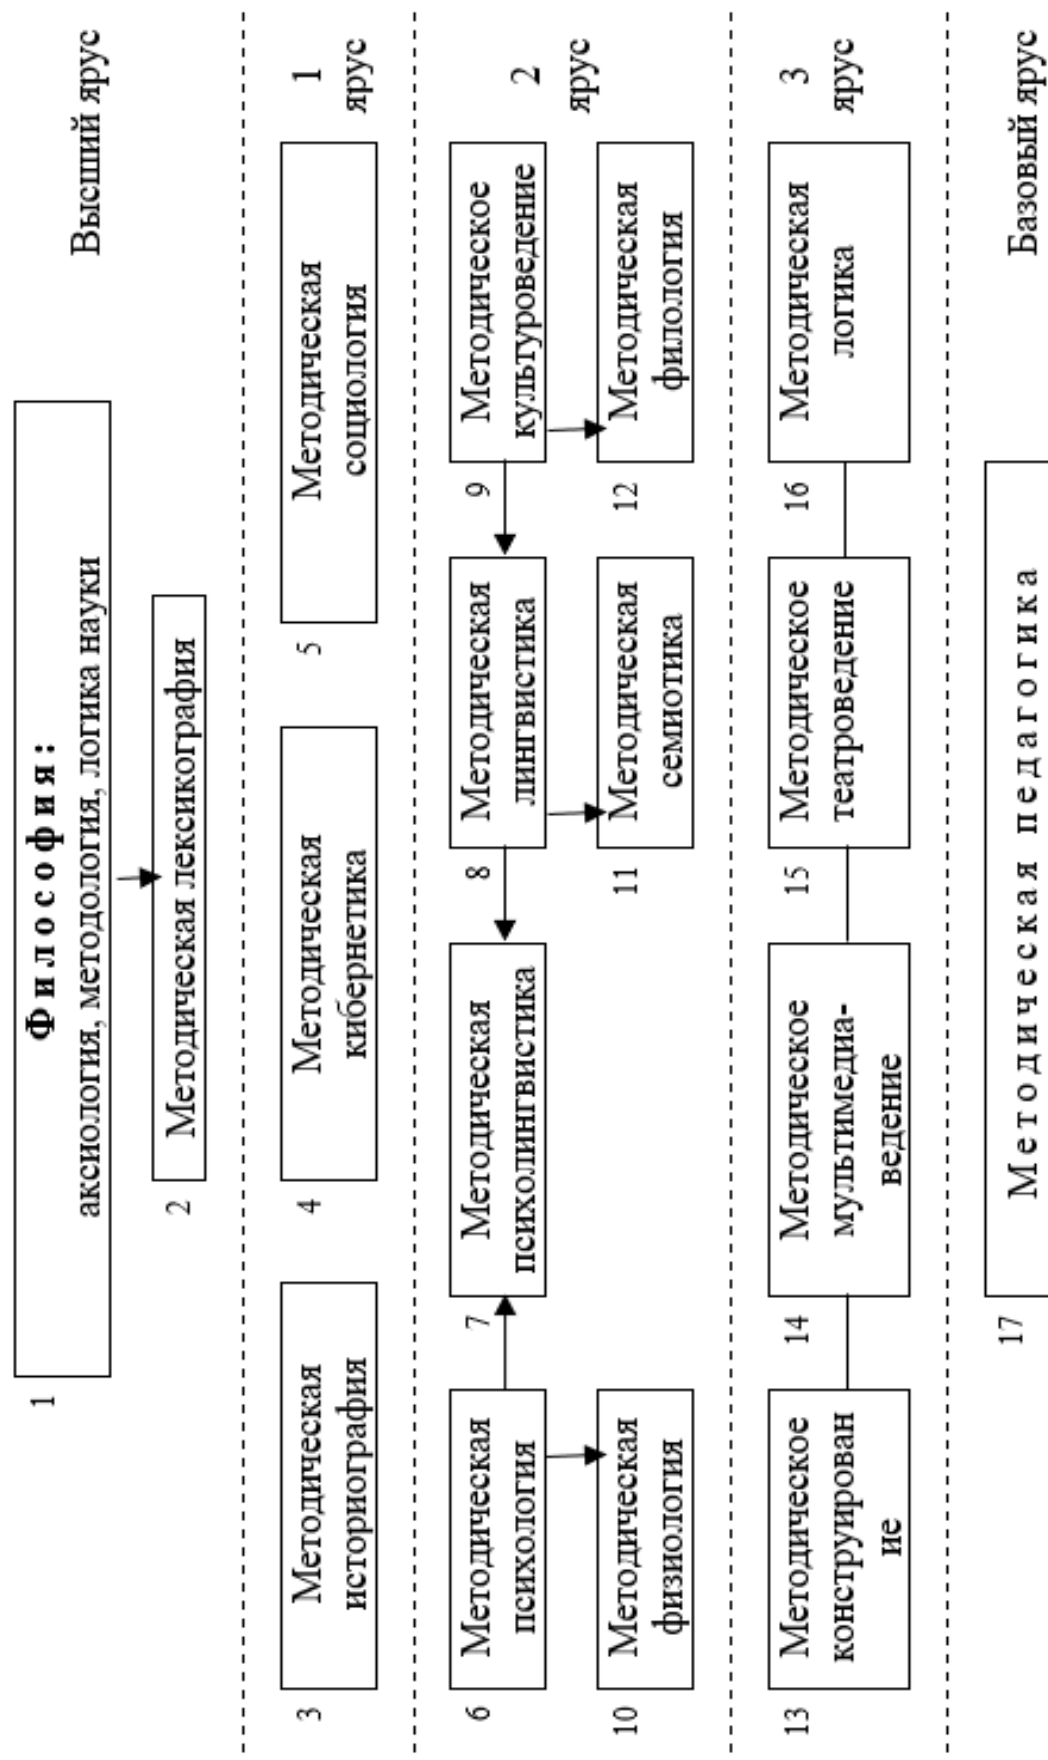 Высший ярус
1
Философия:
аксиология, методология, логика науки
2
Методическая лексикография
1
ярус
3
Методическая
историография
4
Методическая
кибернетика
5
Методическая
социология
2
ярус
6
Методическая
психология
7
Методическая
психолингвистика
8
Методическая
лингвистика
9
Методическое
культуроведение
10
Методическая
физиология
11
Методическая
семиотика
12
Методическая
филология
3
ярус
13
Методическое
конструирован
ие
14
Методическое
мультимедиа-
ведение
15
Методическое
театроведение
16
Методическая
логика
Базовый ярус
17
Методическая педагогика